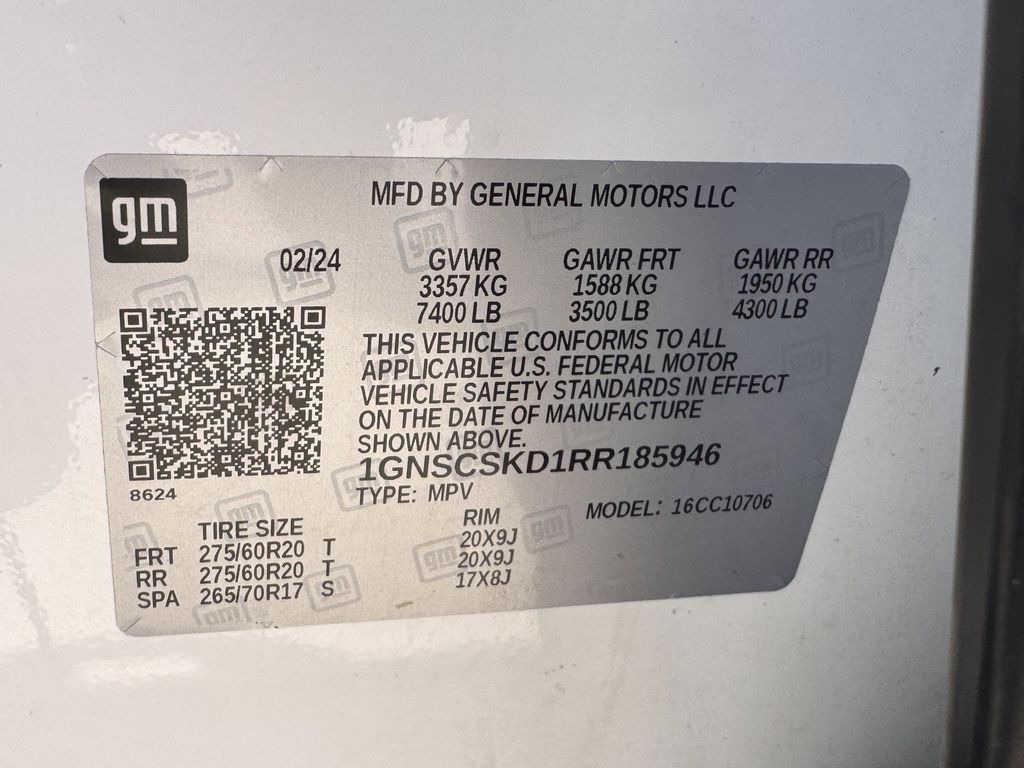 gm
MFD BY GENERAL MOTORS LLC
02/24 GVWR GAWR FRT GAWR RR
3357 KG 1588 KG 1950 KG
7400 LB 3500 LB 4300 LB
THIS VEHICLE CONFORMS TO ALL
APPLICABLE U.S. FEDERAL MOTOR
VEHICLE SAFETY STANDARDS IN EFFECT
ON THE DATE OF MANUFACTURE
SHOWN ABOVE.
1GNSCSKD1RR185946
8624
TYPE: MPV
MODEL: 16CC10706
TIRE SIZE RIM
FRT 275/60R20 T 20X9J
RR 275/60R20 T 20X9J
SPA 265/70R17 S 17X8J